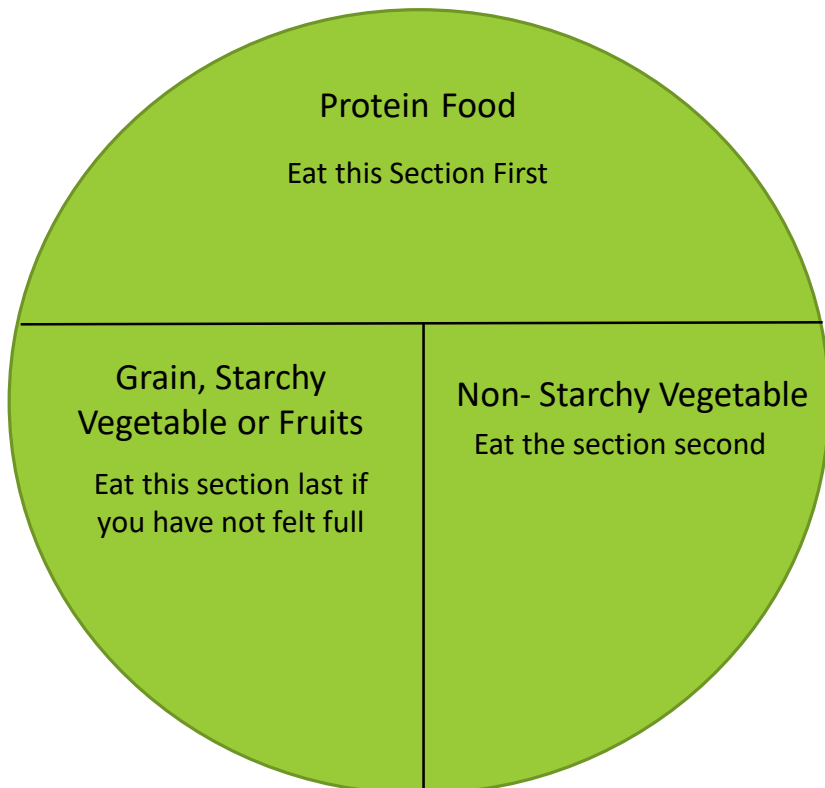 Protein Food
Eat this Section First
Grain, Starchy
Vegetable or Fruits
Eat this section last if
you have not felt full
Non- Starchy Vegetable
Eat the section second